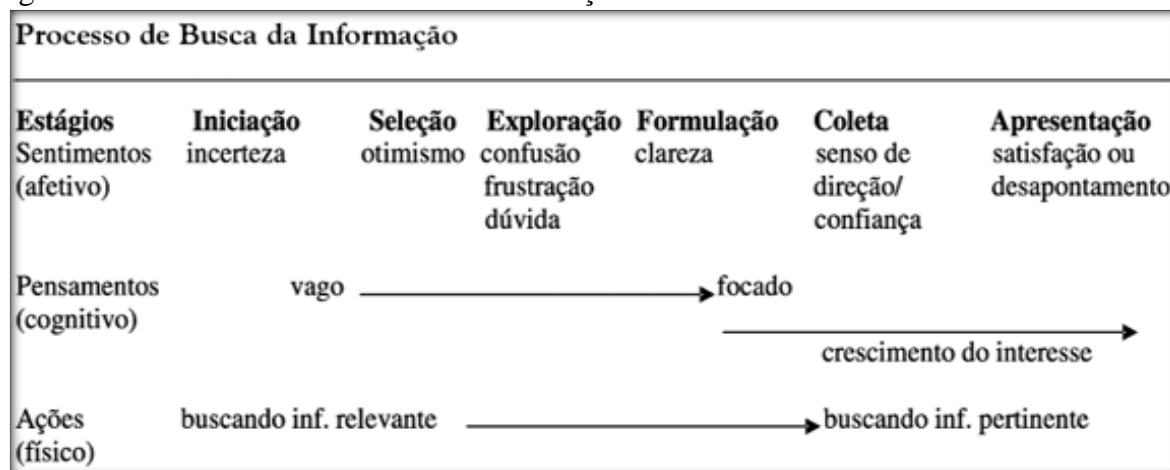 Processo de Busca da Informação
Estágios Iniciação Seleção Exploração Formulação Coleta Apresentação
Sentimentos incerteza otimismo confusão clareza senso de satisfação ou
(afetivo) frustração direção/ desapontamento
dúvida confiança
Pensamentos vago focado
(cognitivo)
crescimento do interesse
Ações buscando inf. relevante buscando inf. pertinente
(físico)